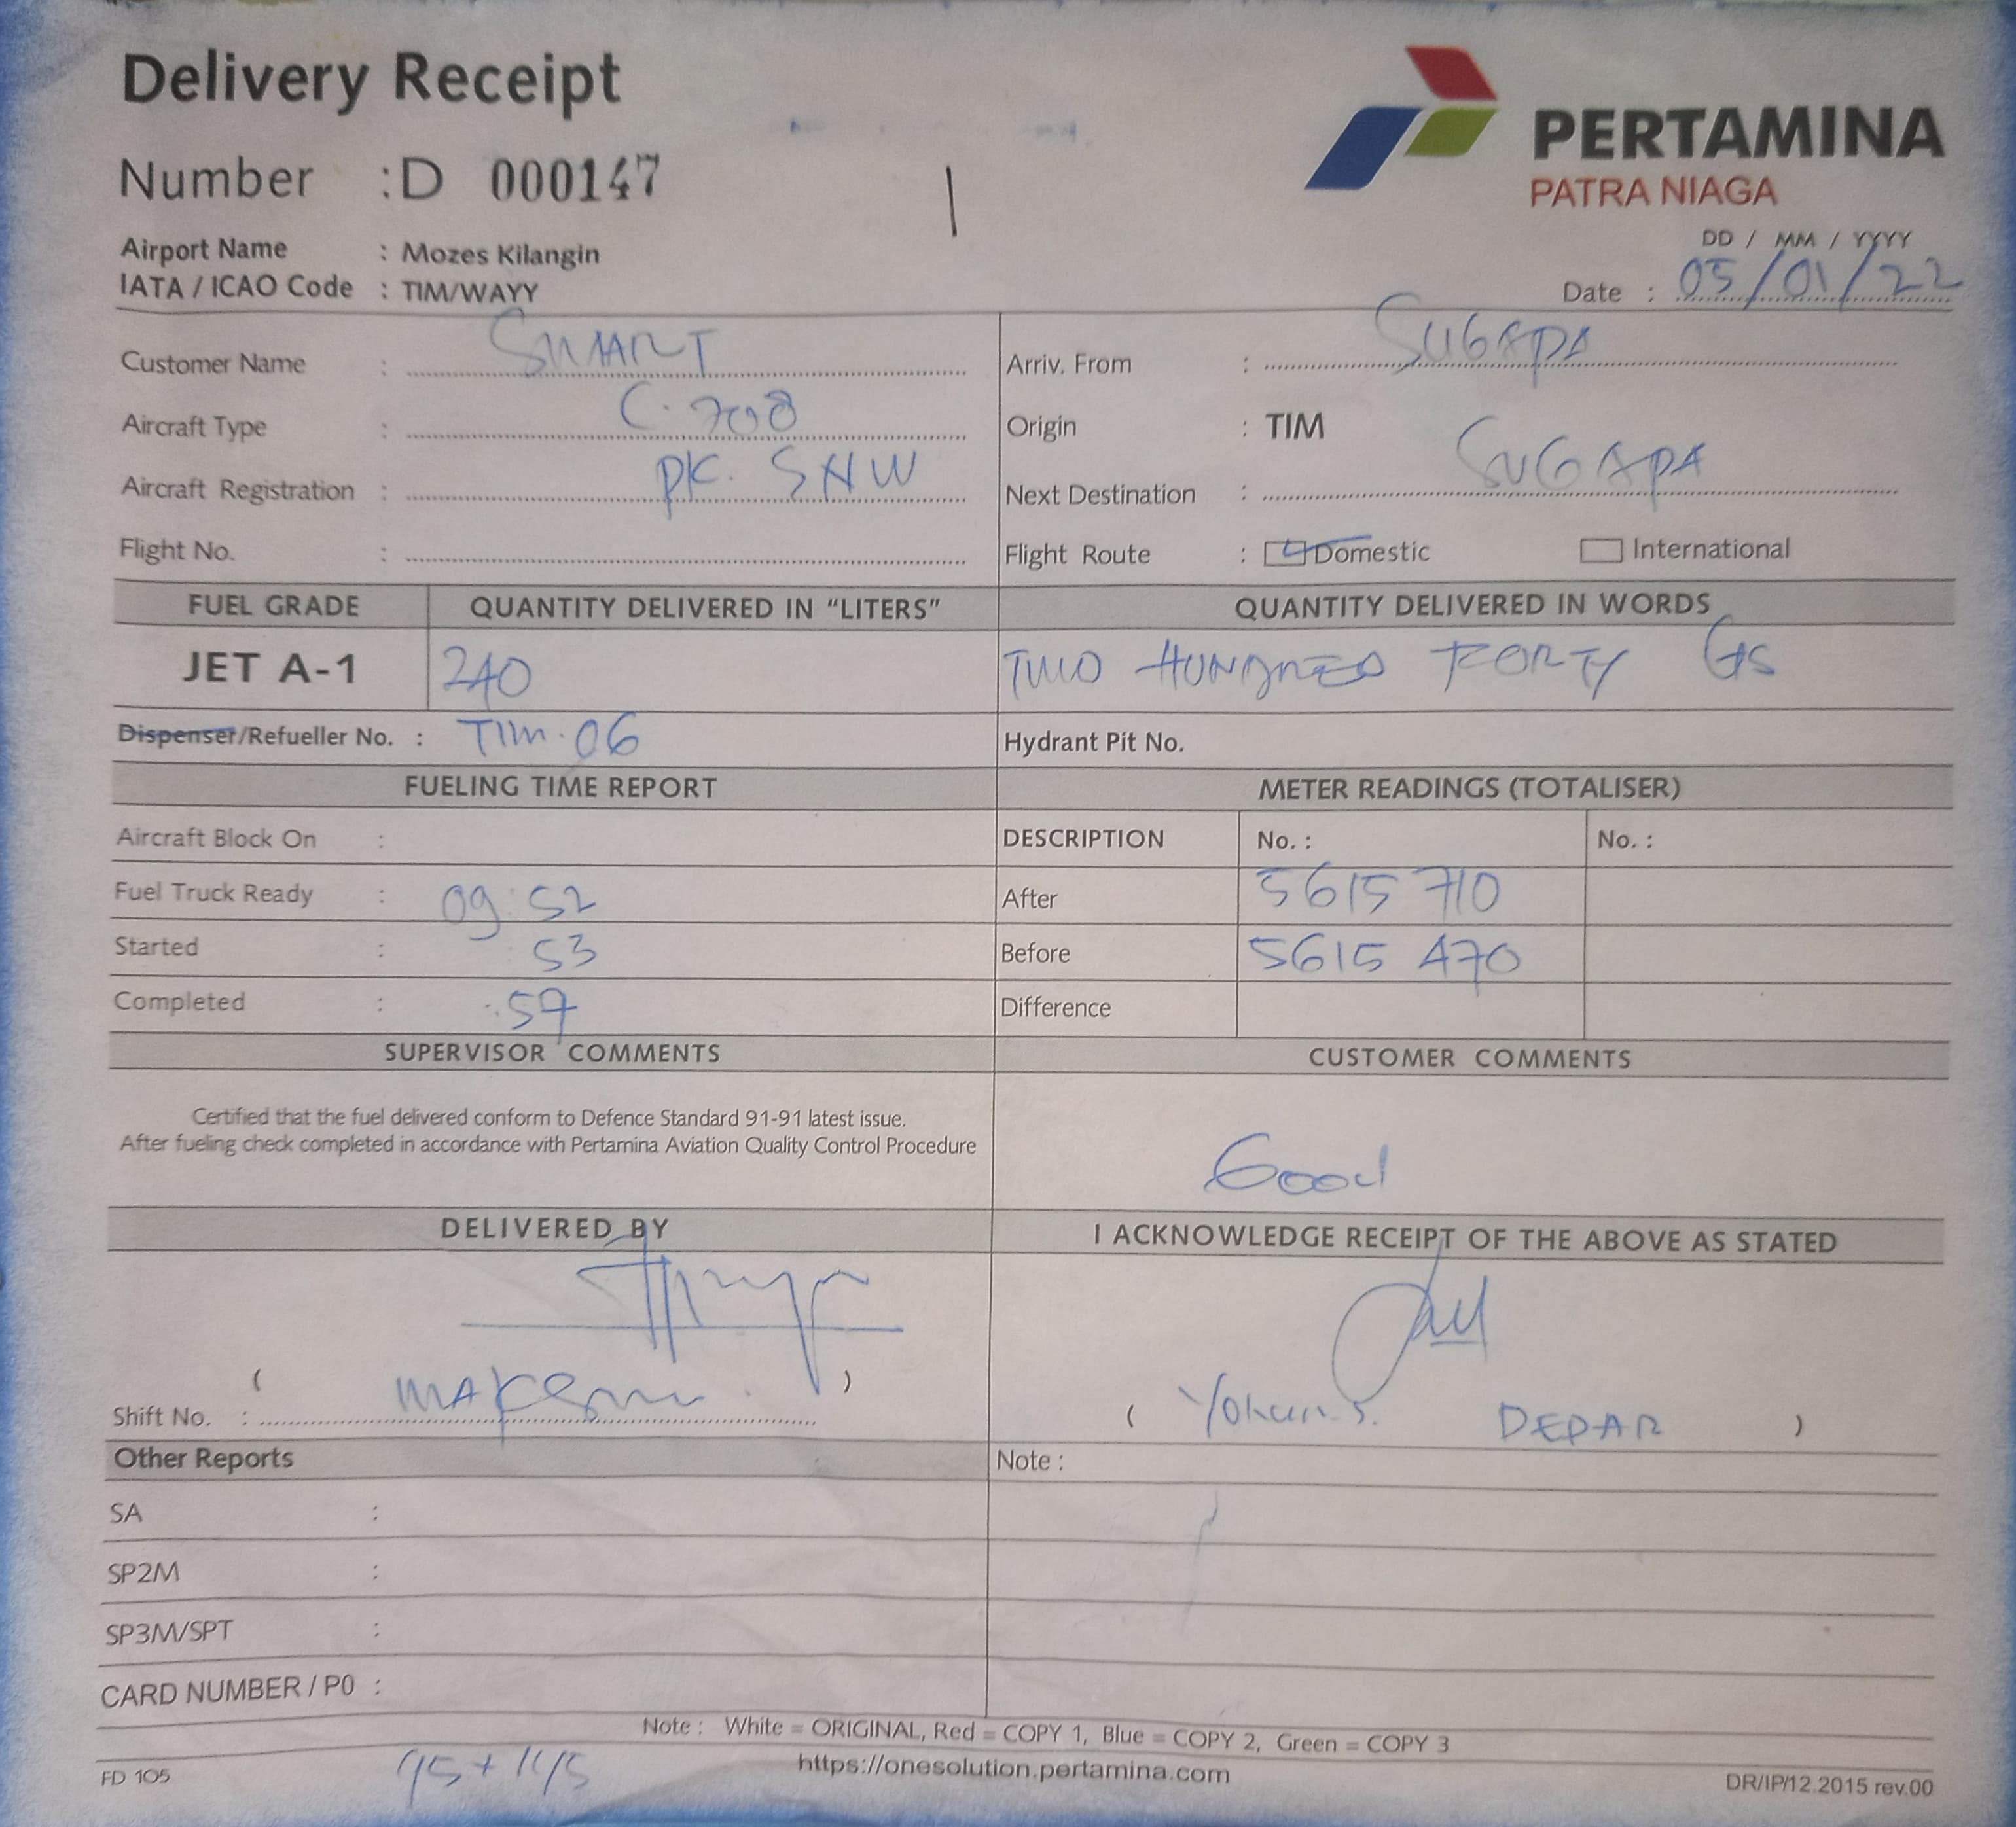 Delivery Receipt
PERTAMINA
PATRA NIAGA
Number :D 000147
Airport Name : Mozes Kilangin
IATA / ICAO Code : TIM/WAYY
DD / MM / YYYY
Date : 05/01/22
Customer Name : SMART
Arriv. From : SUGAPA
Aircraft Type : C. 208
Origin : TIM
Aircraft Registration : PK. SNW
Next Destination : SUGAPA
Flight No. :
Flight Route : Domestic International
FUEL GRADE QUANTITY DELIVERED IN "LITERS" QUANTITY DELIVERED IN WORDS
JET A-1 240 TWO HUNDRED FORTY
Dispenser/Refueller No. : TIM. 06 Hydrant Pit No.
FUELING TIME REPORT METER READINGS (TOTALISER)
Aircraft Block On : DESCRIPTION No. : No. :
Fuel Truck Ready : 09:52 After 5615 710
Started : 53 Before 5615 470
Completed : .57 Difference
SUPERVISOR COMMENTS CUSTOMER COMMENTS
Certified that the fuel delivered conform to Defence Standard 91-91 latest issue.
After fueling check completed in accordance with Pertamina Aviation Quality Control Procedure
Good
DELIVERED BY I ACKNOWLEDGE RECEIPT OF THE ABOVE AS STATED
( )
Shift No. :
( DEPAR )
Other Reports Note :
SA :
SP2M :
SP3M/SPT :
CARD NUMBER / P0 :
Note : White = ORIGINAL, Red = COPY 1, Blue = COPY 2, Green = COPY 3
https://onesolution.pertamina.com
FD 105
DR/IP/12.2015 rev.00